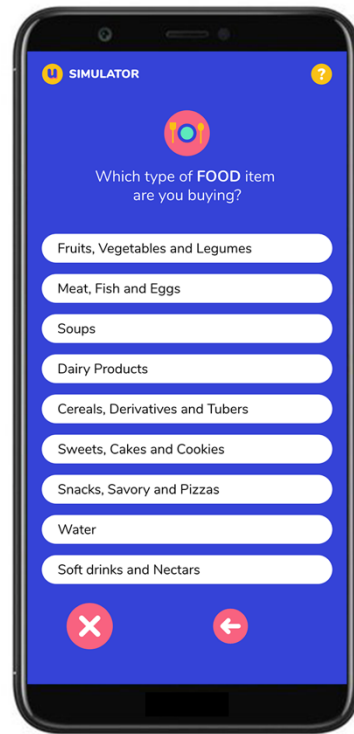 u SIMULATOR ?
Which type of FOOD item
are you buying?
Fruits, Vegetables and Legumes
Meat, Fish and Eggs
Soups
Dairy Products
Cereals, Derivatives and Tubers
Sweets, Cakes and Cookies
Snacks, Savory and Pizzas
Water
Soft drinks and Nectars